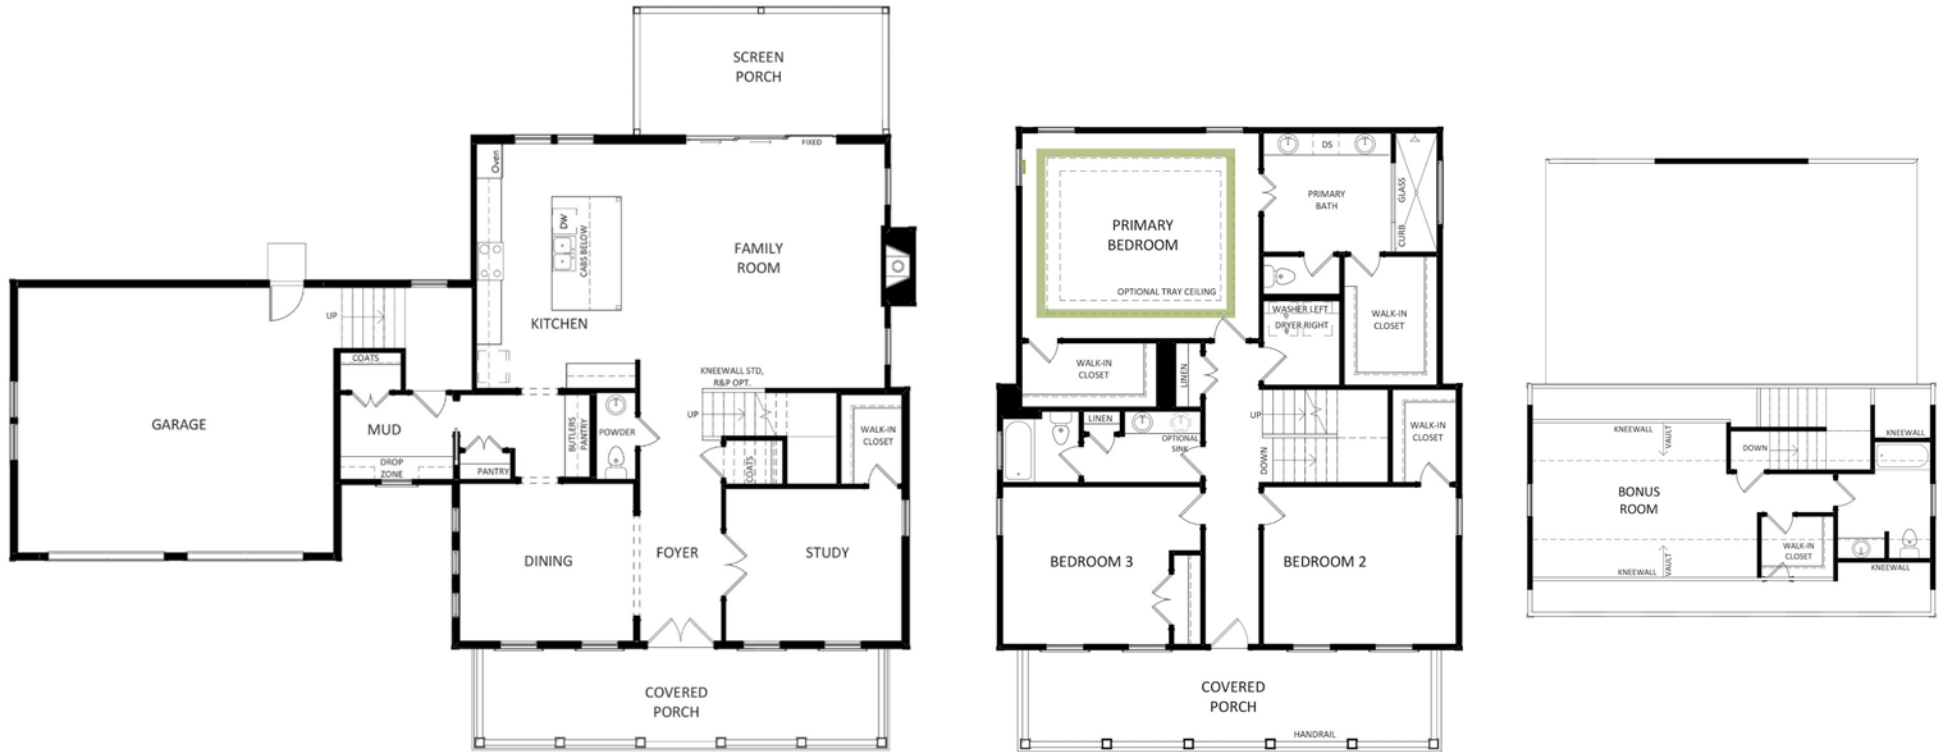 SCREEN
PORCH
FIXED
Oven
DW
CABS BELOW
FAMILY
ROOM
KITCHEN
UP
COATS
GARAGE
MUD
DROP
ZONE
PANTRY
BUTLERS
PANTRY
POWDER
KNEEWALL STD,
R&P OPT.
UP
COATS
WALK-IN
CLOSET
DINING
FOYER
STUDY
COVERED
PORCH
PRIMARY
BEDROOM
OPTIONAL TRAY CEILING
DS
PRIMARY
BATH
GLASS
CURB
WASHER LEFT
DRYER RIGHT
WALK-IN
CLOSET
WALK-IN
CLOSET
LINEN
LINEN
OPTIONAL
SINK
UP
DOWN
WALK-IN
CLOSET
BEDROOM 3
BEDROOM 2
COVERED
PORCH
HANDRAIL
KNEEWALL
VAULT
DOWN
KNEEWALL
BONUS
ROOM
WALK-IN
CLOSET
KNEEWALL
VAULT
KNEEWALL